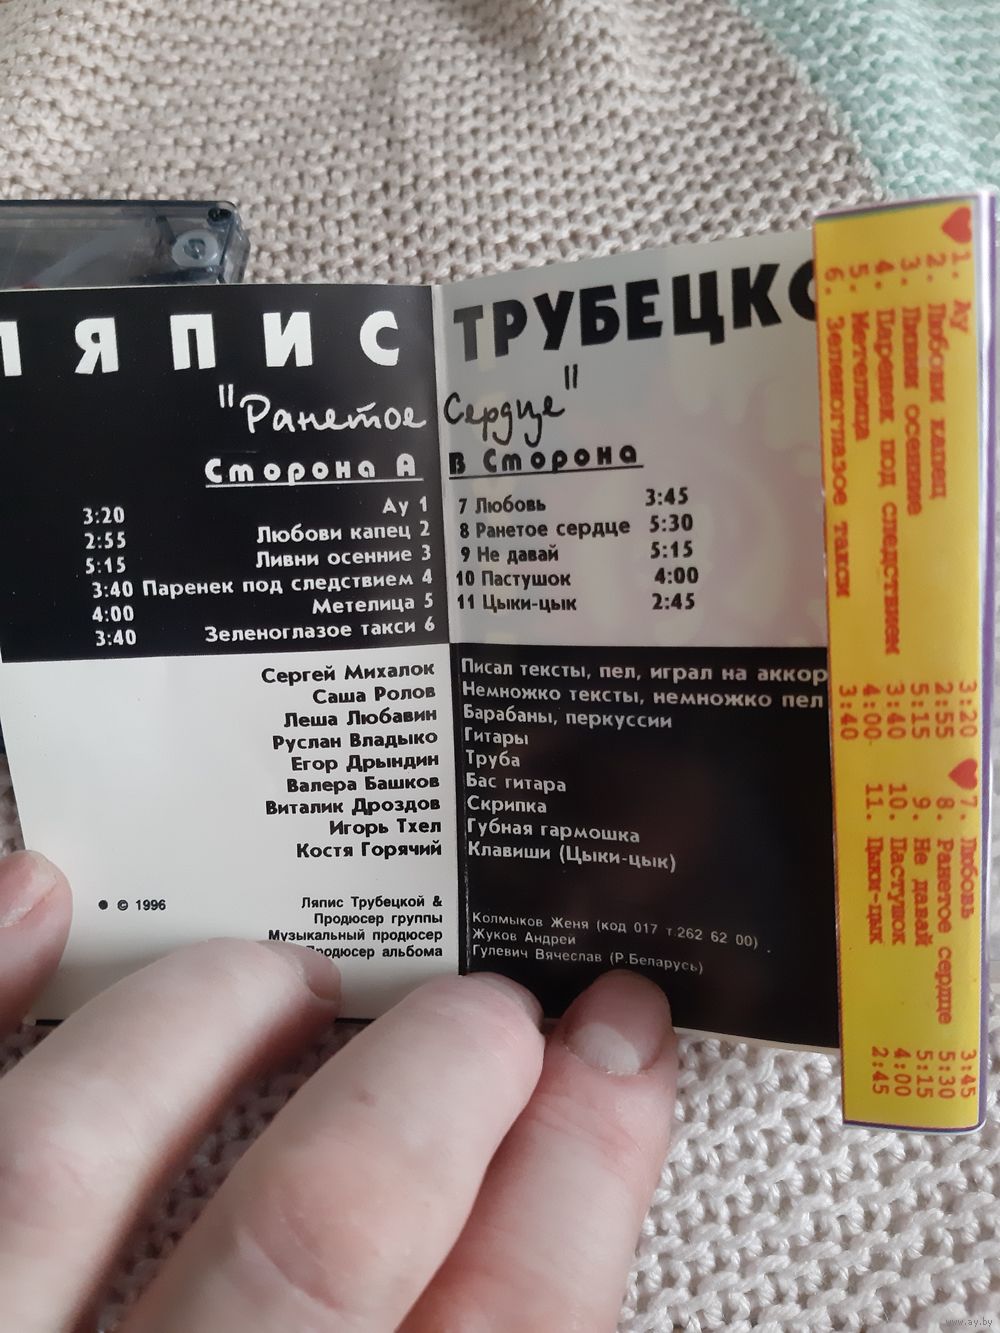 ЛЯПИС ТРУБЕЦКО
"Ранетое Сердце"
Сторона А
3:20 Ау 1
2:55 Любови капец 2
5:15 Ливни осенние 3
3:40 Паренек под следствием 4
4:00 Метелица 5
3:40 Зеленоглазое такси 6
В Сторона
7 Любовь 3:45
8 Ранетое сердце 5:30
9 Не давай 5:15
10 Пастушок 4:00
11 Цыки-цык 2:45
Сергей Михалок Писал тексты, пел, играл на аккор
Саша Ролов Немножко тексты, немножко пел
Леша Любавин Барабаны, перкуссии
Руслан Владыко Гитары
Егор Дрындин Труба
Валера Башков Бас гитара
Виталик Дроздов Скрипка
Игорь Тхел Губная гармошка
Костя Горячий Клавиши (Цыки-цык)
● © 1996 Ляпис Трубецкой &
Продюсер группы Колмыков Женя (код 017 т.262 62 00)
Музыкальный продюсер Жуков Андрей
Продюсер альбома Гулевич Вячеслав (Р.Беларусь)
1. Ау 3:20
2. Любови капец 2:55
3. Ливни осенние 5:15
4. Паренек под следствием 3:40
5. Метелица 4:00
6. Зеленоглазое такси 3:40
7. Любовь 3:45
8. Ранетое сердце 5:30
9. Не давай 5:15
10. Пастушок 4:00
11. Цыки-цык 2:45
www.ay.by